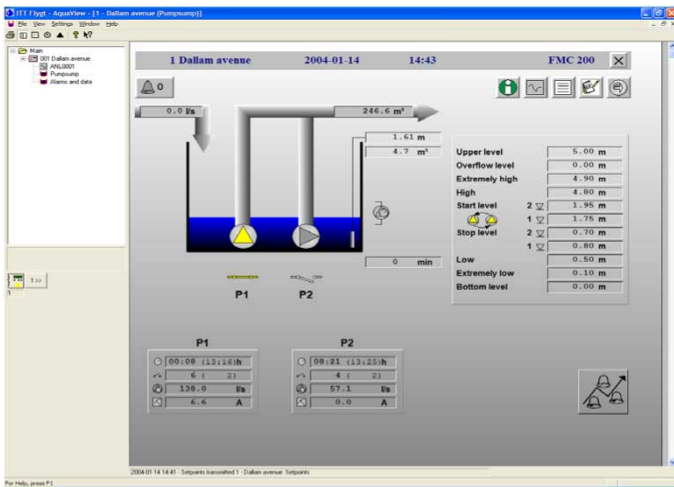 ITT Flygt - AquaView - [1 - Dallam avenue (Pumpsump)]
File View Settings Window Help
Main
001 Dallam avenue
ANL0001
Pumpsump
Alarms and data
1 >>
1
1 Dallam avenue 2004-01-14 14:43 FMC 200
0
0.0 l/s
246.6 m³
1.61 m
4.7 m³
0 min
P1 P2
Upper level 5.00 m
Overflow level 0.00 m
Extremely high 4.90 m
High 4.80 m
Start level 2 1.95 m
1 1.75 m
Stop level 2 0.70 m
1 0.80 m
Low 0.50 m
Extremely low 0.10 m
Bottom level 0.00 m
P1
00:08 (13:16)h
6 ( 2)
138.0 l/s
6.6 A
P2
08:21 (13:25)h
4 ( 2)
57.1 l/s
0.0 A
2004-01-14 14:41 - Setpoints transmitted 1 - Dallam avenue Setpoints
For Help, press F1